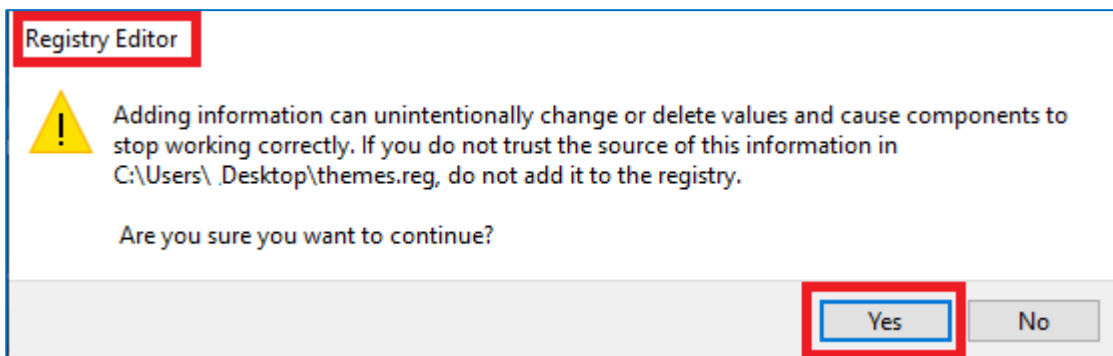 Registry Editor
Adding information can unintentionally change or delete values and cause components to
stop working correctly. If you do not trust the source of this information in
C:\Users\ .Desktop\themes.reg, do not add it to the registry.
Are you sure you want to continue?
Yes No